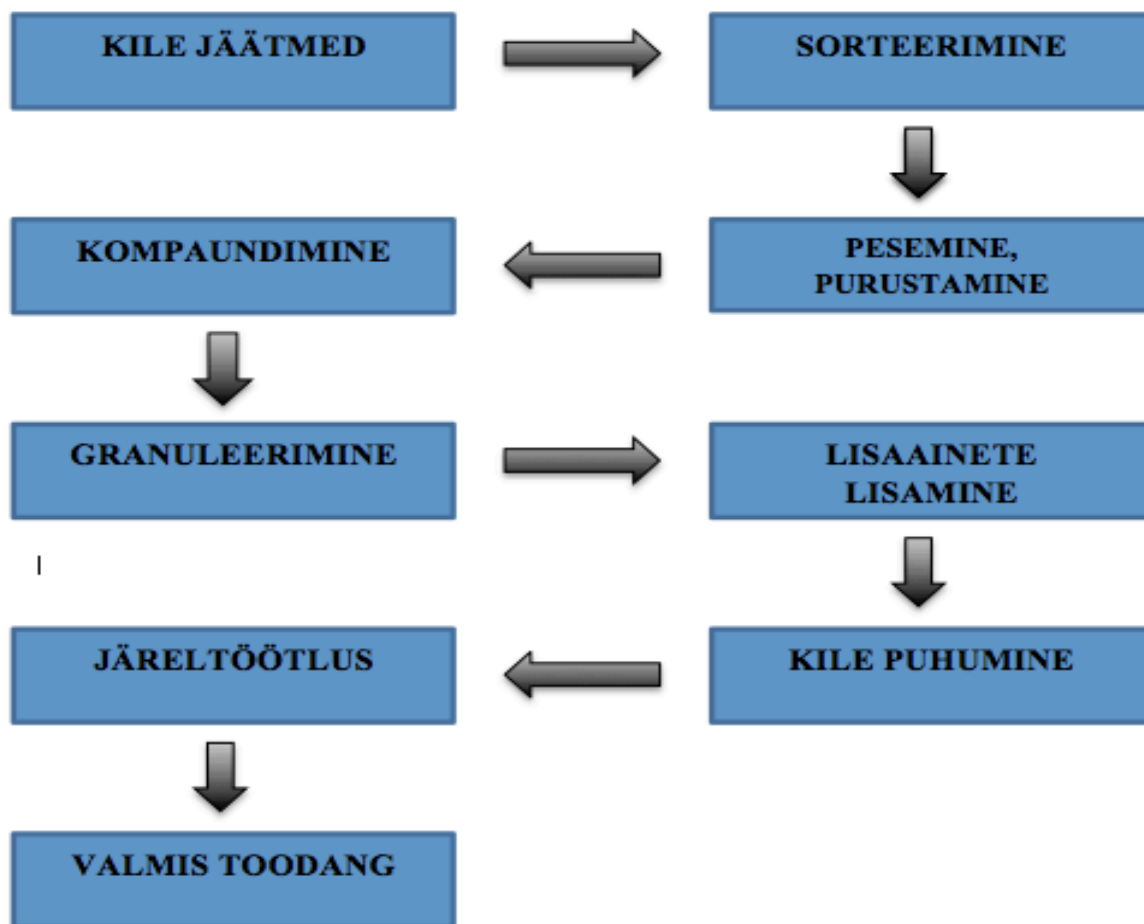 KILE JÄÄTMED
SORTEERIMINE
KOMPAUNDIMINE
PESEMINE,
PURUSTAMINE
GRANULEERIMINE
LISAAINETE
LISAMINE
JÄRELTÖÖTLUS
KILE PUHUMINE
VALMIS TOODANG